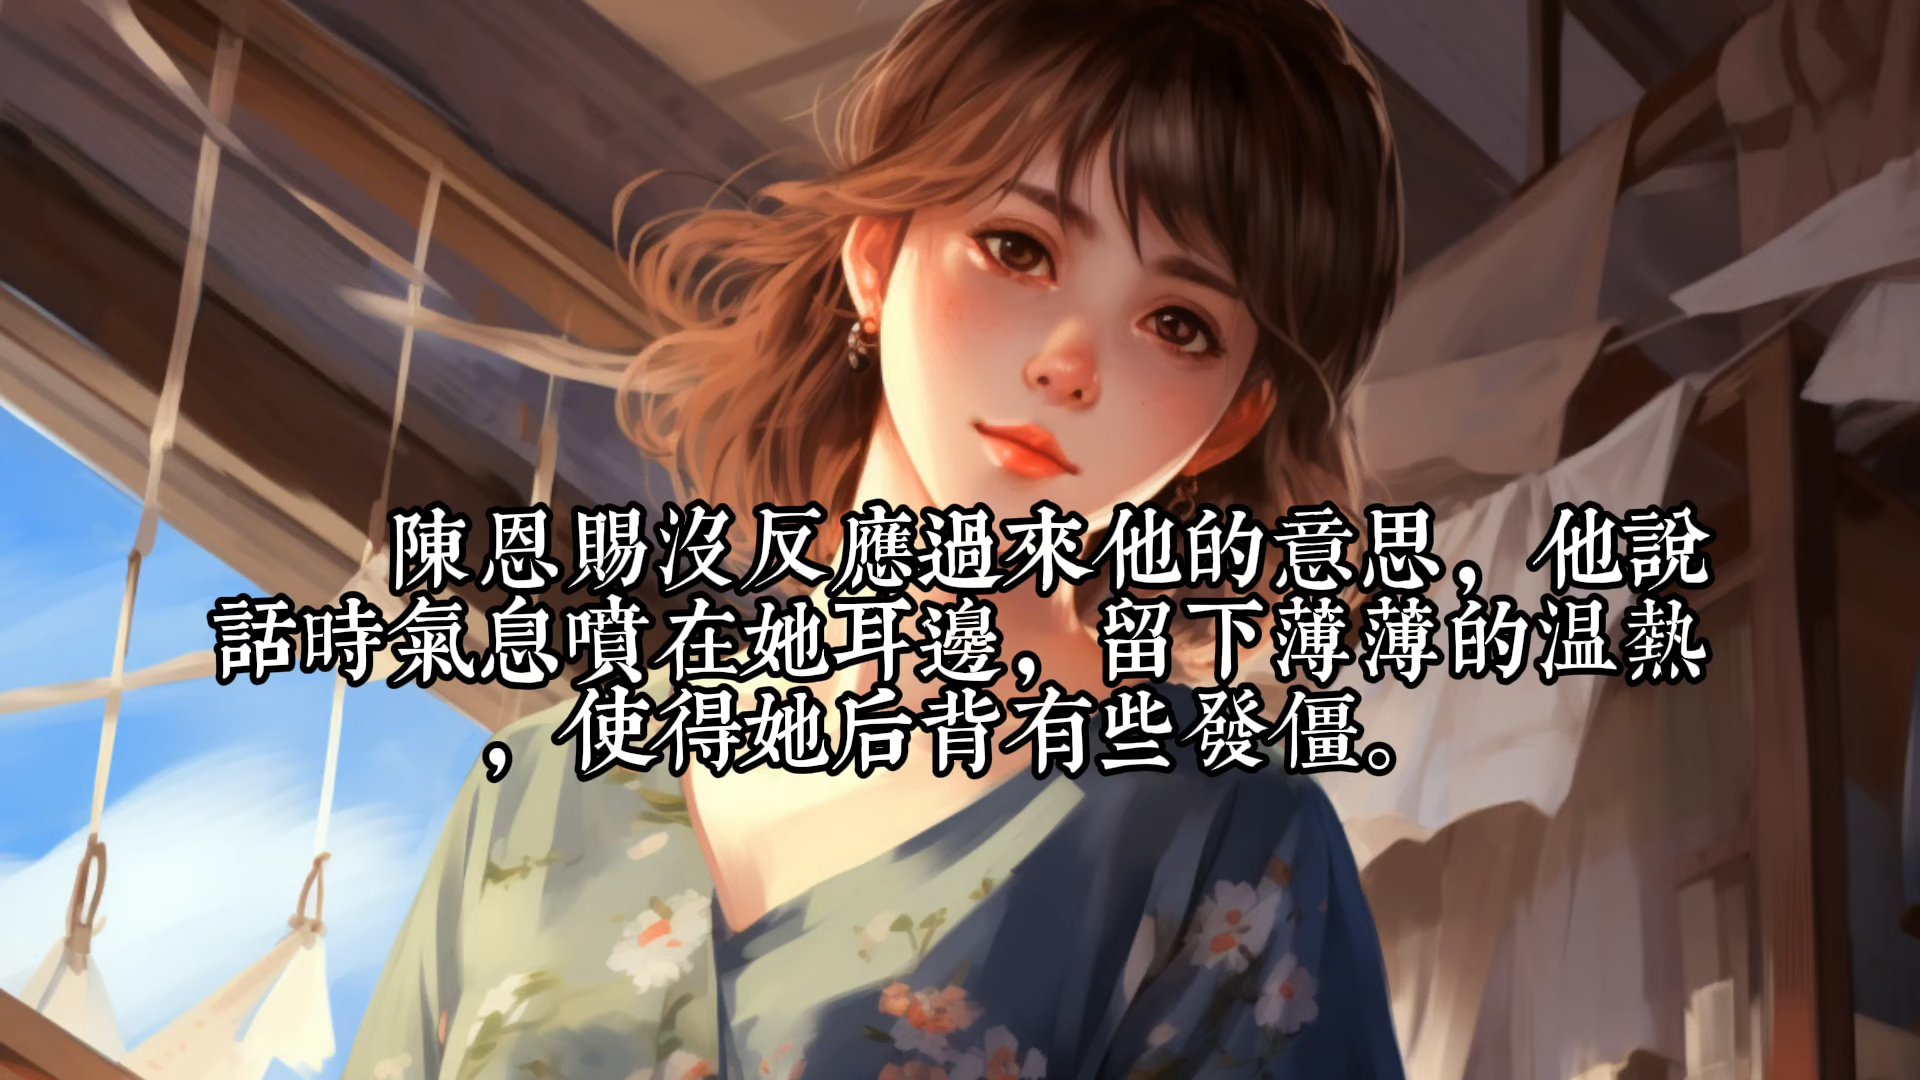 陳恩賜沒反應過來他的意思，他說
話時氣息噴在她耳邊，留下薄薄的温熱
，使得她后背有些發僵。